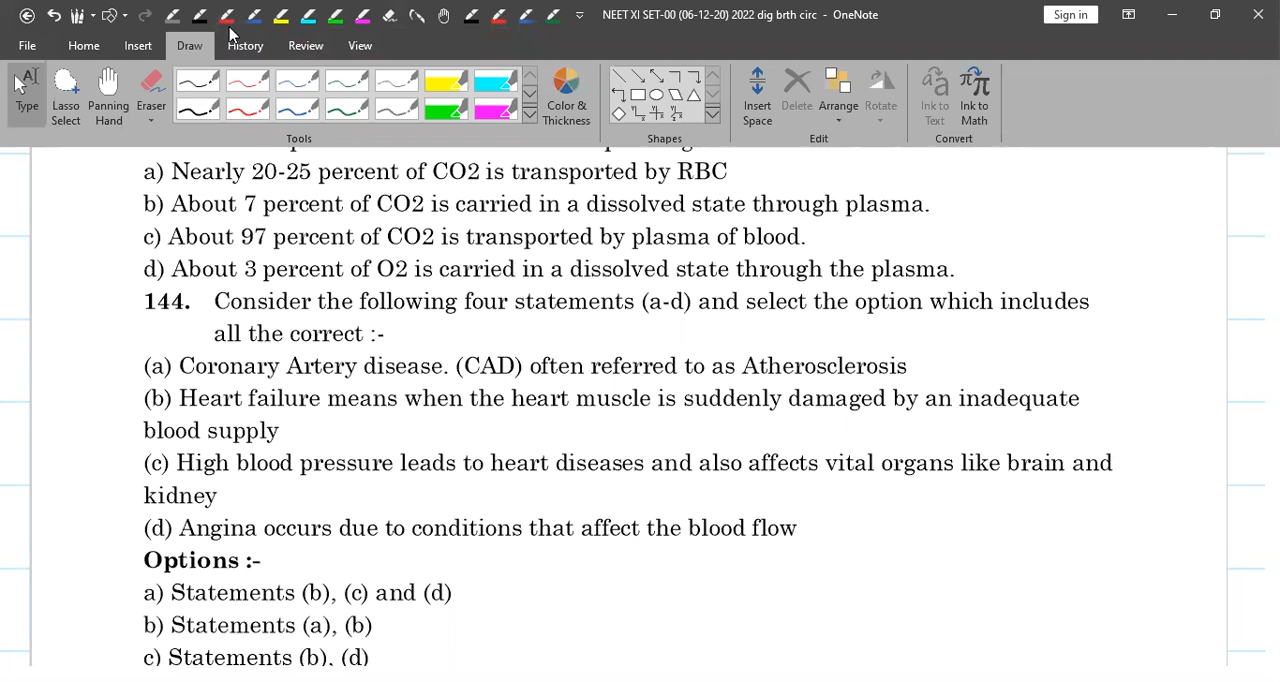 NEET XI SET-00 (06-12-20) 2022 dig brth circ - OneNote
Sign in
File Home Insert Draw History Review View
Type Lasso Select Panning Hand Eraser Color & Thickness Insert Space Delete Arrange Rotate Ink to Text Ink to Math
Tools Shapes Edit Convert
a) Nearly 20-25 percent of CO2 is transported by RBC
b) About 7 percent of CO2 is carried in a dissolved state through plasma.
c) About 97 percent of CO2 is transported by plasma of blood.
d) About 3 percent of O2 is carried in a dissolved state through the plasma.
144. Consider the following four statements (a-d) and select the option which includes
all the correct :-
(a) Coronary Artery disease. (CAD) often referred to as Atherosclerosis
(b) Heart failure means when the heart muscle is suddenly damaged by an inadequate
blood supply
(c) High blood pressure leads to heart diseases and also affects vital organs like brain and
kidney
(d) Angina occurs due to conditions that affect the blood flow
Options :-
a) Statements (b), (c) and (d)
b) Statements (a), (b)
c) Statements (b), (d)